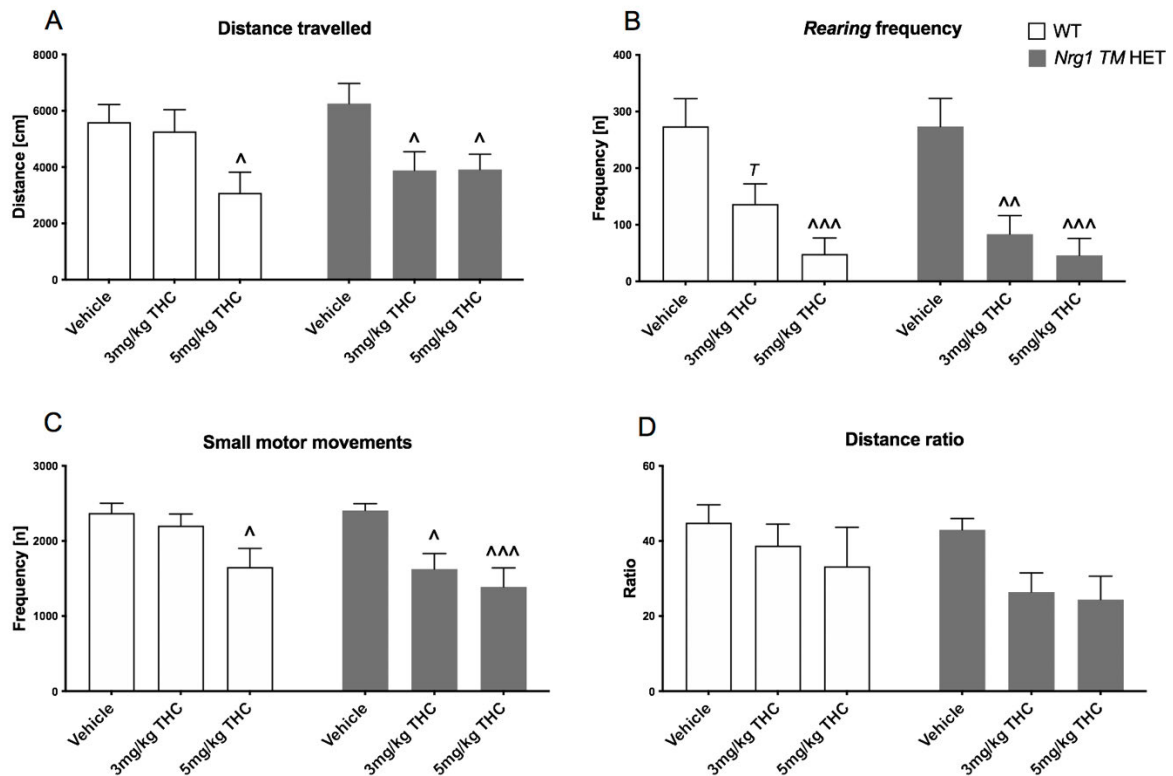 A
Distance travelled
Distance [cm]
8000
6000
4000
2000
0
^
^
^
Vehicle
3mg/kg THC
5mg/kg THC
Vehicle
3mg/kg THC
5mg/kg THC
B
Rearing frequency
WT
Nrg1 TM HET
Frequency [n]
400
300
200
100
0
T
^^^
^^
^^^
Vehicle
3mg/kg THC
5mg/kg THC
Vehicle
3mg/kg THC
5mg/kg THC
C
Small motor movements
Frequency [n]
3000
2000
1000
0
^
^
^^^
Vehicle
3mg/kg THC
5mg/kg THC
Vehicle
3mg/kg THC
5mg/kg THC
D
Distance ratio
Ratio
60
40
20
0
Vehicle
3mg/kg THC
5mg/kg THC
Vehicle
3mg/kg THC
5mg/kg THC